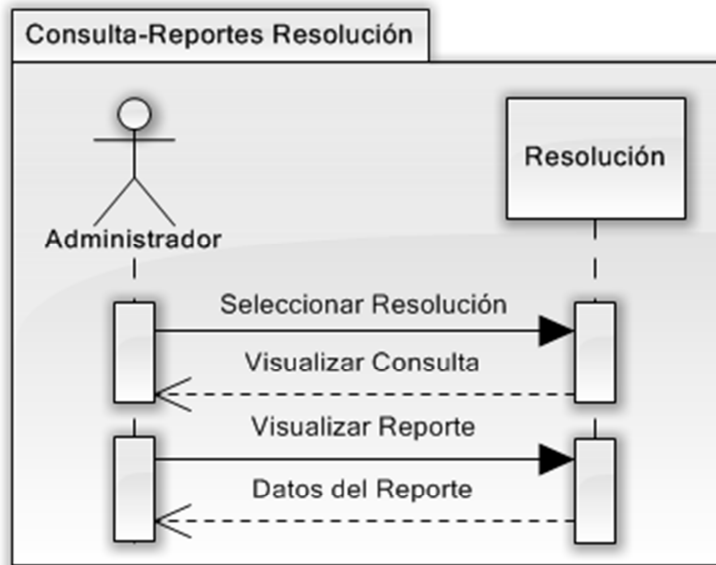 Consulta-Reportes Resolución
Resolución
Administrador
Seleccionar Resolución
Visualizar Consulta
Visualizar Reporte
Datos del Reporte